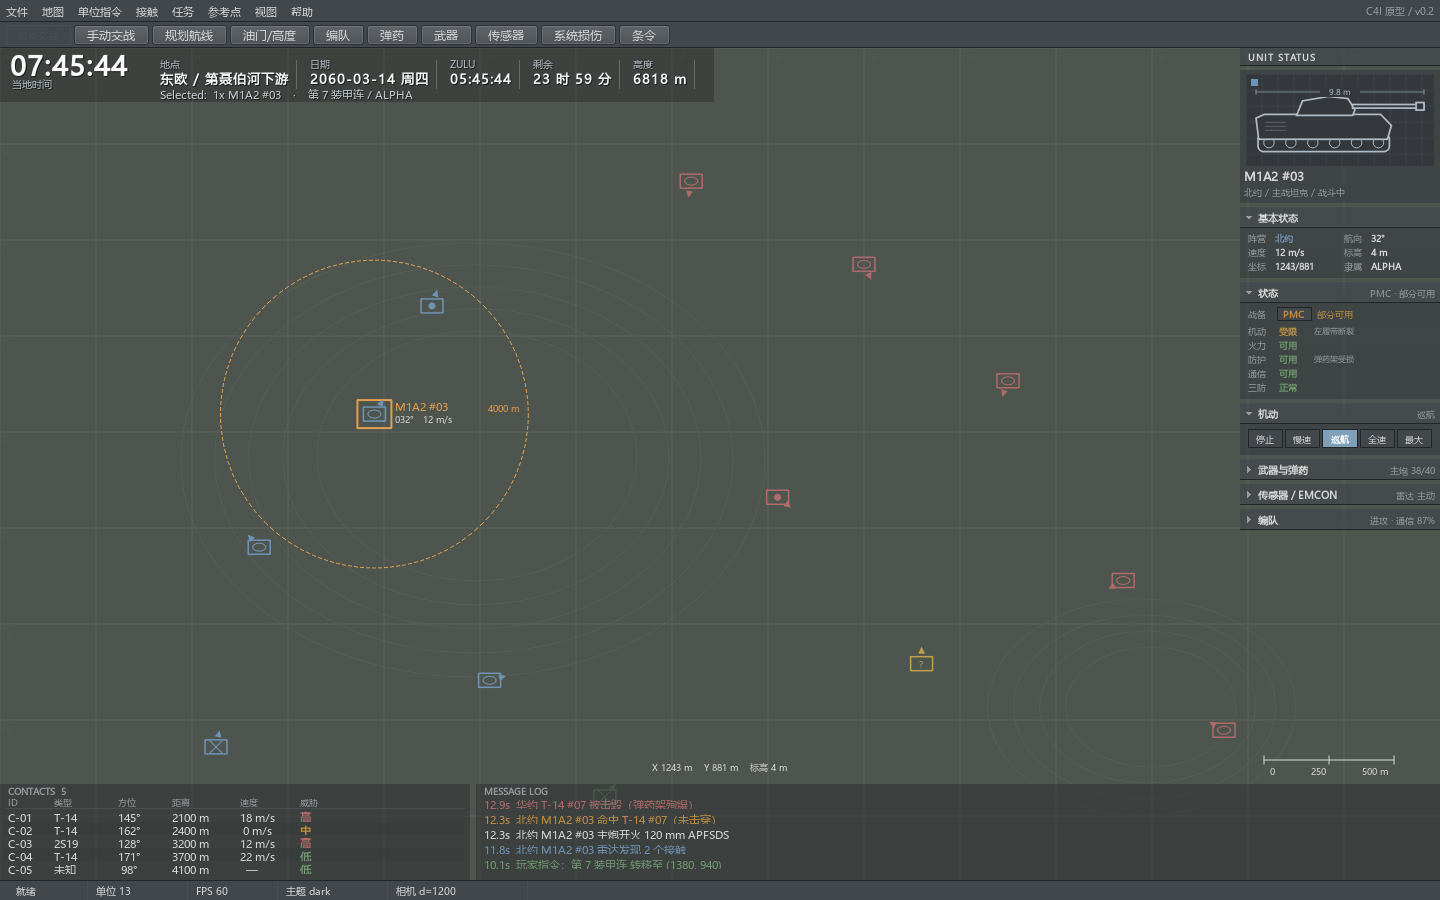 文件 地图 单位指令 接触 任务 参考点 视图 帮助 C4I 原型 / v0.2
手动交战 规划航线 油门/高度 编队 弹药 武器 传感器 系统损伤 条令
07:45:44
当地时间
地点 日期 ZULU 剩余 高度
东欧 / 第聂伯河下游 2060-03-14 周四 05:45:44 23 时 59 分 6818 m
Selected: 1x M1A2 #03 · 第 7 装甲连 / ALPHA
M1A2 #03
032° 12 m/s
4000 m
?
X 1243 m Y 881 m 标高 4 m
0 250 500 m
UNIT STATUS
9.8 m
M1A2 #03
北约 / 主战坦克 / 战斗中
基本状态
阵营 北约 航向 32°
速度 12 m/s 标高 4 m
坐标 1243/881 隶属 ALPHA
状态 PMC · 部分可用
战备 PMC 部分可用
机动 受限 左履带断裂
火力 可用
防护 可用 弹药架受损
通信 可用
三防 正常
机动 巡航
停止 慢速 巡航 全速 最大
武器与弹药 主炮 38/40
传感器 / EMCON 雷达 主动
编队 进攻 · 通信 87%
CONTACTS 5
ID 类型 方位 距离 速度 威胁
C-01 T-14 145° 2100 m 18 m/s 高
C-02 T-14 162° 2400 m 0 m/s 中
C-03 2S19 128° 3200 m 12 m/s 高
C-04 T-14 171° 3700 m 22 m/s 低
C-05 未知 98° 4100 m — 低
MESSAGE LOG
12.9s 华约 T-14 #07 被击毁（弹药架殉爆）
12.3s 北约 M1A2 #03 命中 T-14 #07（未击穿）
12.3s 北约 M1A2 #03 主炮开火 120 mm APFSDS
11.8s 北约 M1A2 #03 雷达发现 2 个接触
10.1s 玩家指令：第 7 装甲连 转移至 (1380, 940)
就绪 单位 13 FPS 60 主题 dark 相机 d=1200